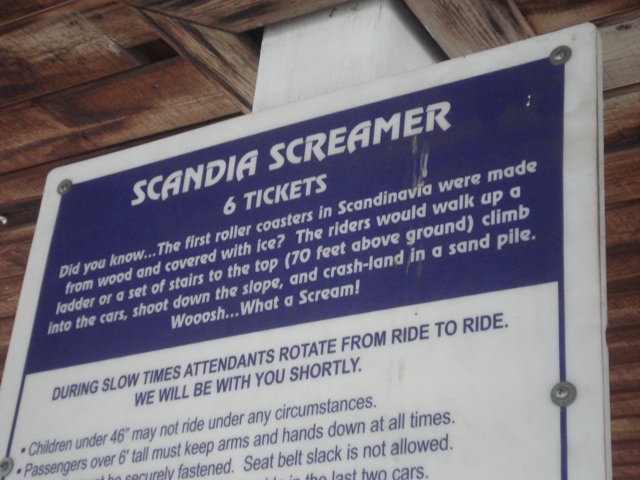 SCANDIA SCREAMER
6 TICKETS
Did you know...The first roller coasters in Scandinavia were made
from wood and covered with ice? The riders would walk up a
ladder or a set of stairs to the top (70 feet above ground) climb
into the cars, shoot down the slope, and crash-land in a sand pile.
Wooosh...What a Scream!
DURING SLOW TIMES ATTENDANTS ROTATE FROM RIDE TO RIDE.
WE WILL BE WITH YOU SHORTLY.
• Children under 46" may not ride under any circumstances.
• Passengers over 6' tall must keep arms and hands down at all times.
be securely fastened. Seat belt slack is not allowed.
in the last two cars.